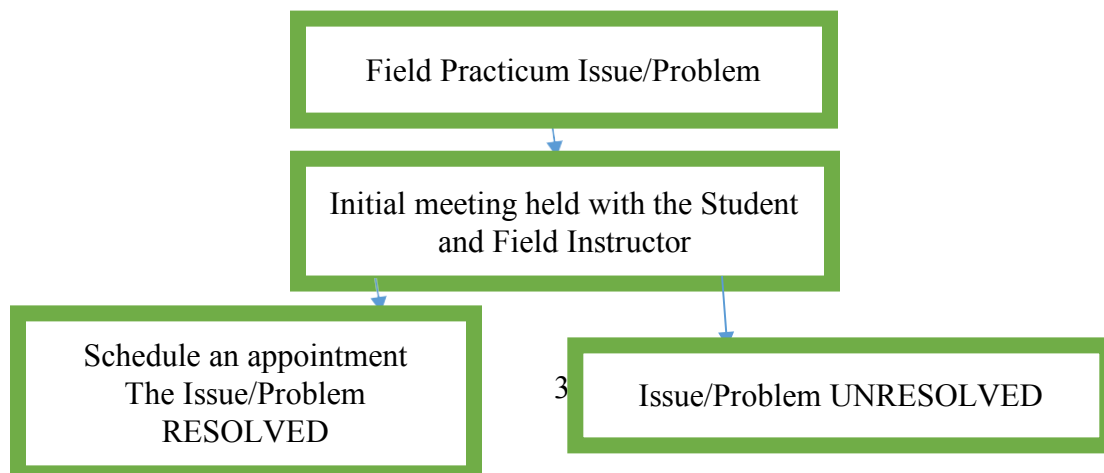 Field Practicum Issue/Problem
Initial meeting held with the Student
and Field Instructor
Schedule an appointment
The Issue/Problem
RESOLVED
3
Issue/Problem UNRESOLVED